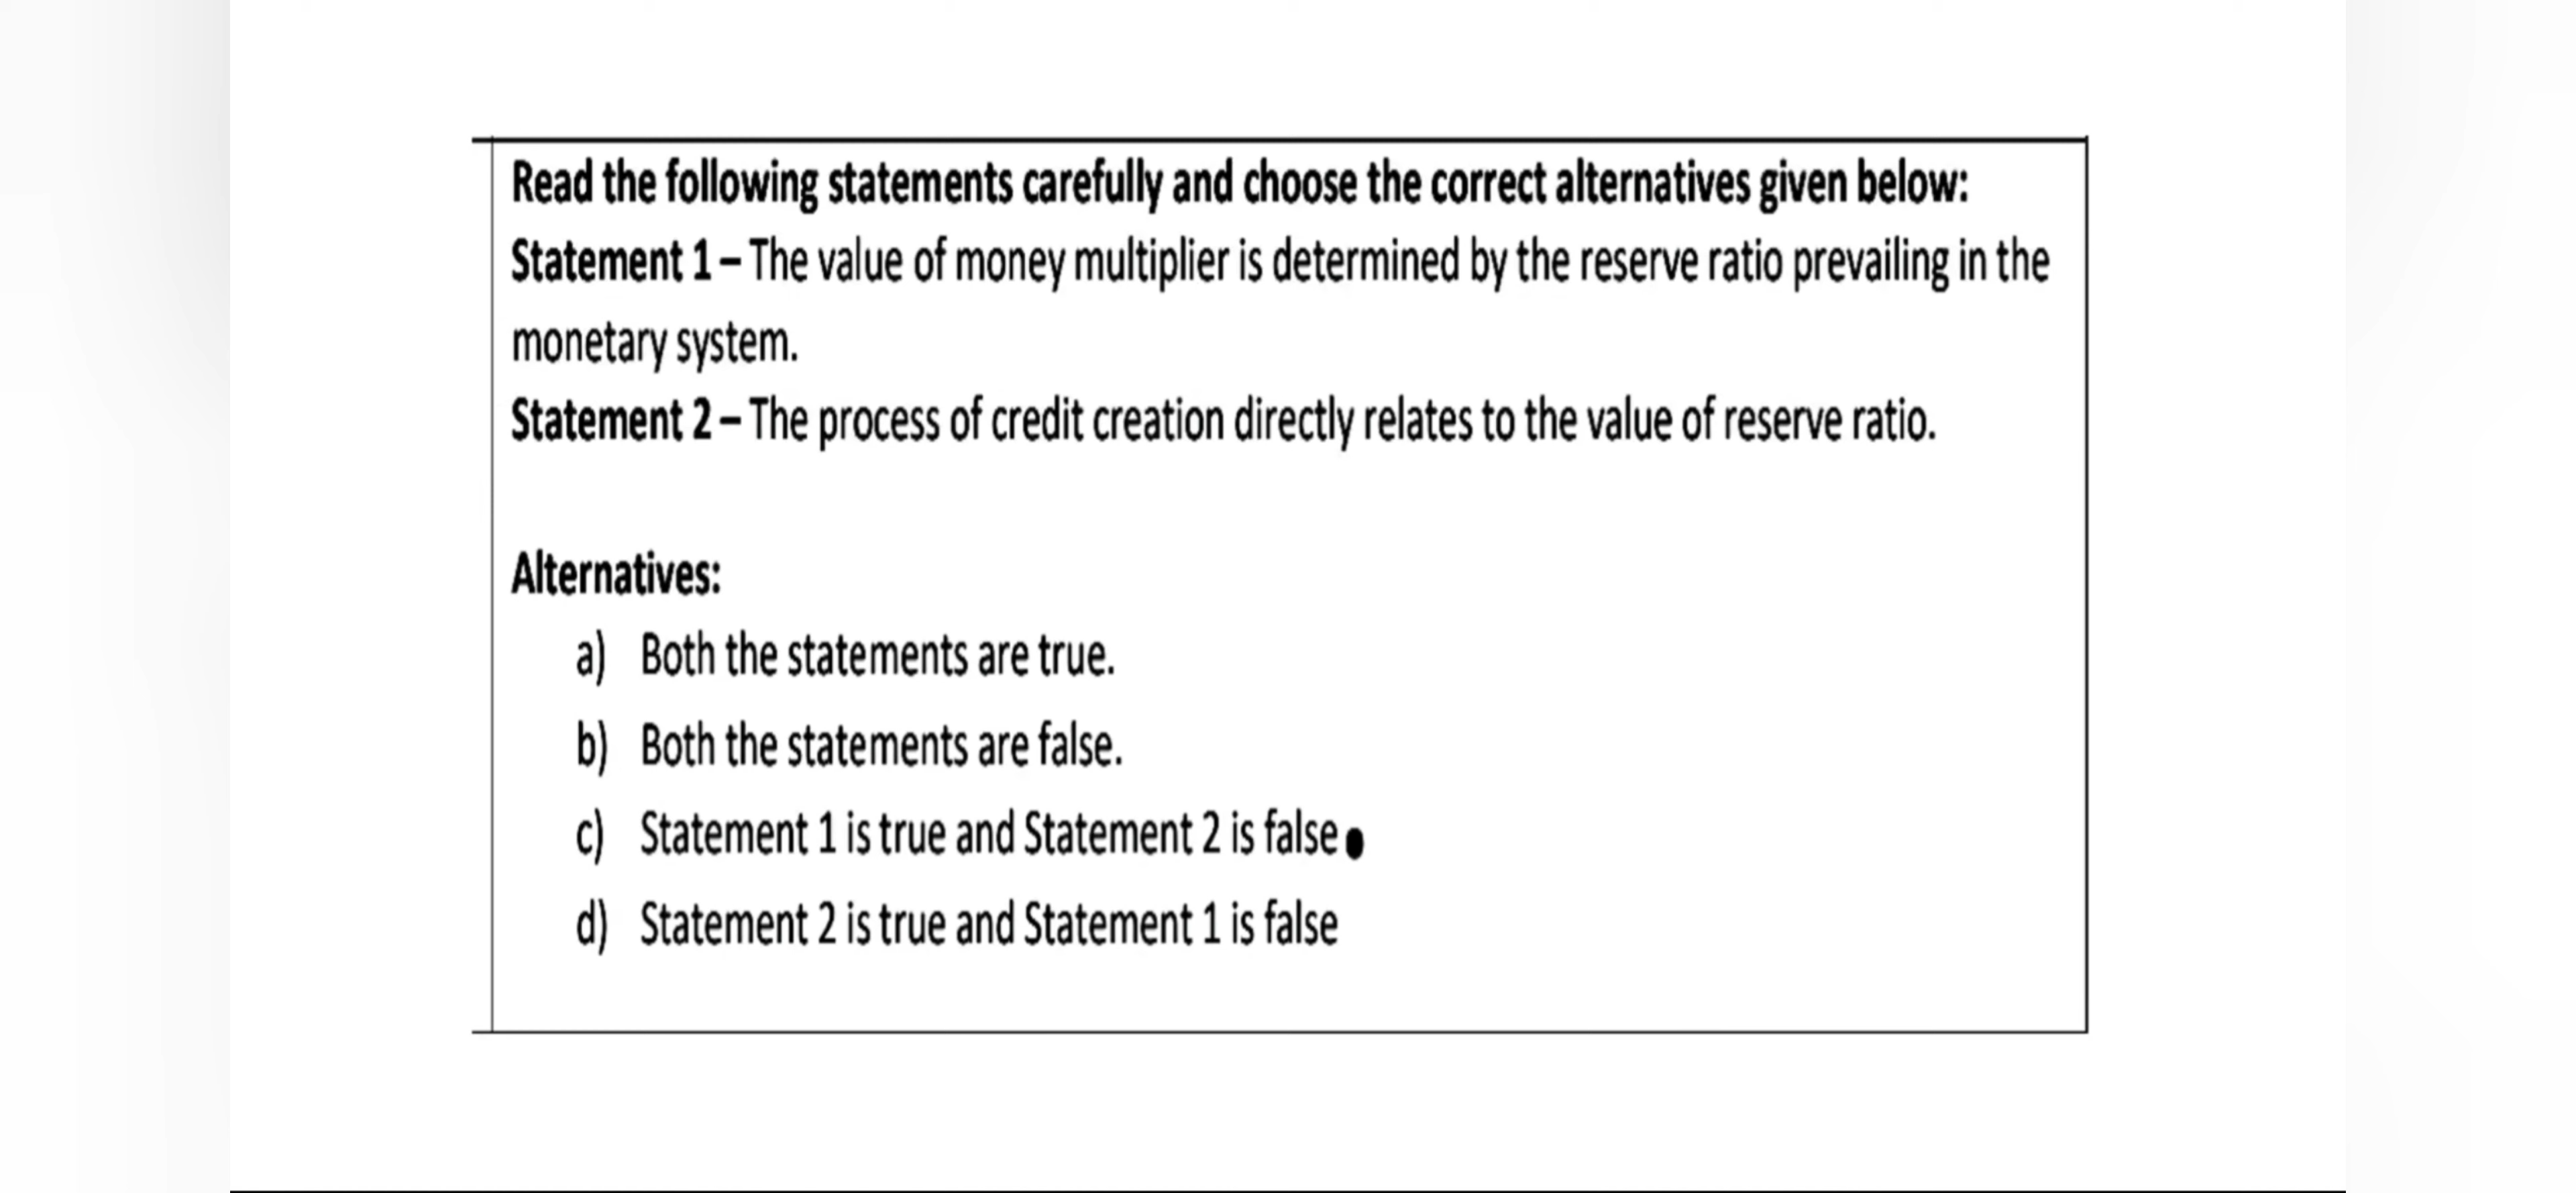 Read the following statements carefully and choose the correct alternatives given below:
Statement 1 – The value of money multiplier is determined by the reserve ratio prevailing in the
monetary system.
Statement 2 – The process of credit creation directly relates to the value of reserve ratio.
Alternatives:
a) Both the statements are true.
b) Both the statements are false.
c) Statement 1 is true and Statement 2 is false
d) Statement 2 is true and Statement 1 is false